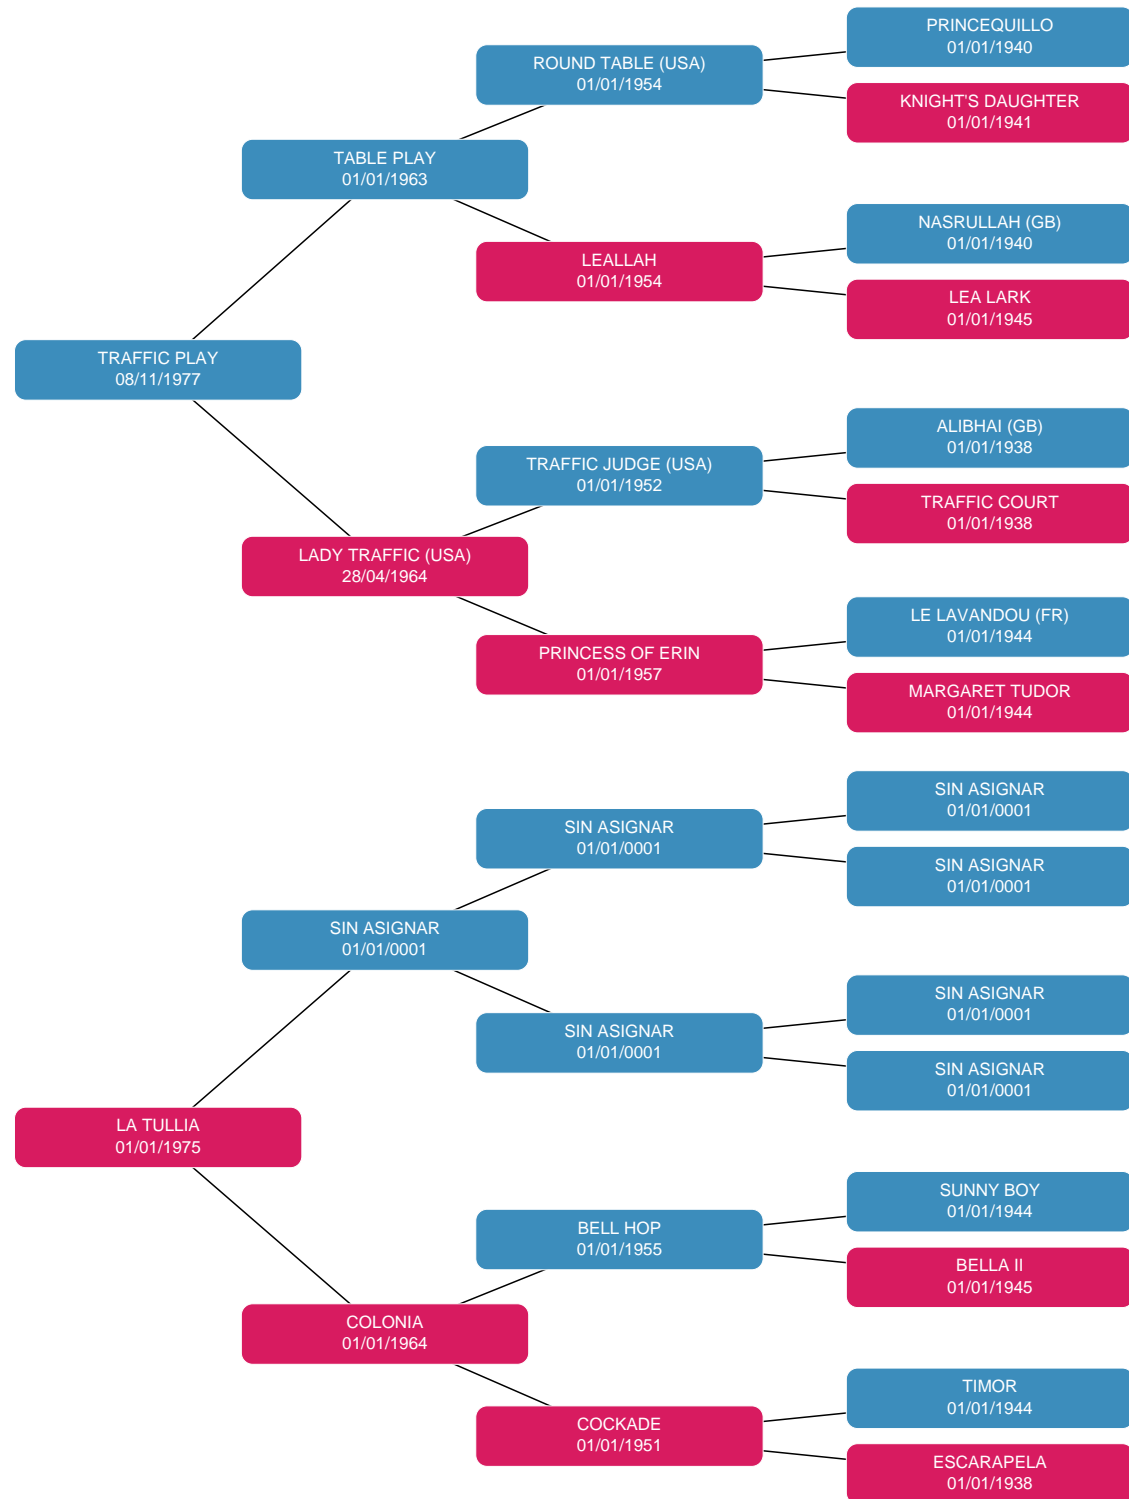 PRINCEQUILLO
01/01/1940
ROUND TABLE (USA)
01/01/1954
KNIGHT'S DAUGHTER
01/01/1941
TABLE PLAY
01/01/1963
NASRULLAH (GB)
01/01/1940
LEALLAH
01/01/1954
LEA LARK
01/01/1945
TRAFFIC PLAY
08/11/1977
ALIBHAI (GB)
01/01/1938
TRAFFIC JUDGE (USA)
01/01/1952
TRAFFIC COURT
01/01/1938
LADY TRAFFIC (USA)
28/04/1964
LE LAVANDOU (FR)
01/01/1944
PRINCESS OF ERIN
01/01/1957
MARGARET TUDOR
01/01/1944
SIN ASIGNAR
01/01/0001
SIN ASIGNAR
01/01/0001
SIN ASIGNAR
01/01/0001
SIN ASIGNAR
01/01/0001
SIN ASIGNAR
01/01/0001
SIN ASIGNAR
01/01/0001
SIN ASIGNAR
01/01/0001
LA TULLIA
01/01/1975
SUNNY BOY
01/01/1944
BELL HOP
01/01/1955
BELLA II
01/01/1945
COLONIA
01/01/1964
TIMOR
01/01/1944
COCKADE
01/01/1951
ESCARAPELA
01/01/1938